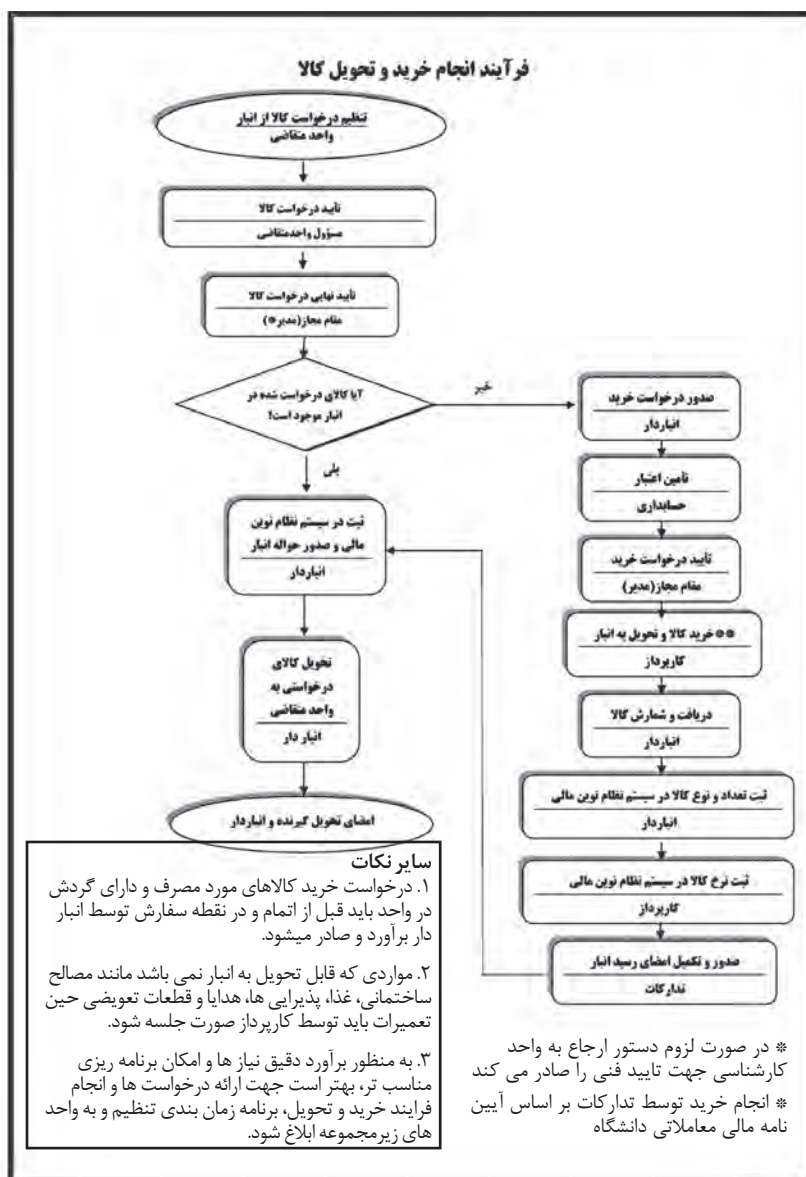 فرآیند انجام خرید و تحویل کالا
تنظیم درخواست کالا از انبار
واحد متقاضی
تأیید درخواست کالا
مسؤول واحدمتقاضی
تأیید نهایی درخواست کالا
مقام مجاز(مدیر*)
آیا کالای درخواست شده در
انبار موجود است؟
خیر
بلی
ثبت در سیستم نظام نوین
مالی و صدور حواله انبار
انباردار
تحویل کالای
درخواستی به
واحد متقاضی
انبار دار
امضای تحویل گیرنده و انباردار
صدور درخواست خرید
انباردار
تأمین اعتبار
حسابداری
تأیید درخواست خرید
مقام مجاز(مدیر)
**خرید کالا و تحویل به انبار
کارپرداز
دریافت و شمارش کالا
انباردار
ثبت تعداد و نوع کالا در سیستم نظام نوین مالی
انباردار
ثبت نرخ کالا در سیستم نظام نوین مالی
کارپرداز
صدور و تکمیل امضای رسید انبار
تدارکات
* در صورت لزوم دستور ارجاع به واحد
کارشناسی جهت تایید فنی را صادر می کند
* انجام خرید توسط تدارکات بر اساس آیین
نامه مالی معاملاتی دانشگاه
سایر نکات
۱. درخواست خرید کالاهای مورد مصرف و دارای گردش
در واحد باید قبل از اتمام و در نقطه سفارش توسط انبار
دار برآورد و صادر میشود.
۲. مواردی که قابل تحویل به انبار نمی باشد مانند مصالح
ساختمانی، غذا، پذیرایی ها، هدایا و قطعات تعویضی حین
تعمیرات باید توسط کارپرداز صورت جلسه شود.
۳. به منظور برآورد دقیق نیاز ها و امکان برنامه ریزی
مناسب تر، بهتر است جهت ارائه درخواست ها و انجام
فرایند خرید و تحویل، برنامه زمان بندی تنظیم و به واحد
های زیرمجموعه ابلاغ شود.